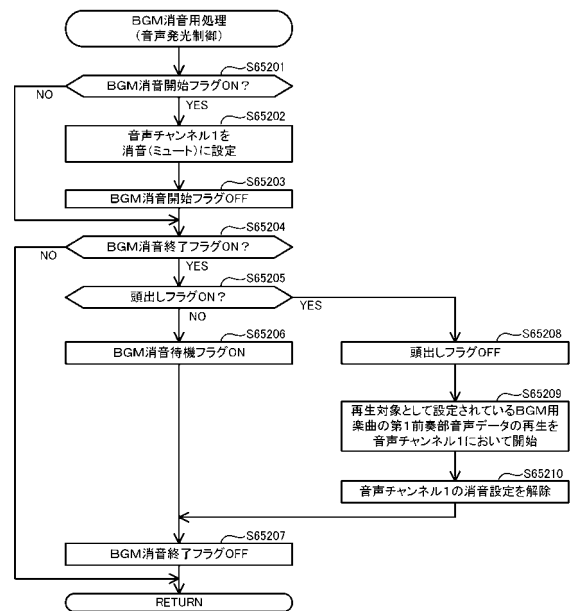 BGM消音用処理
(音声発光制御)
S65201
BGM消音開始フラグON?
NO
YES
S65202
音声チャンネル1を
消音(ミュート)に設定
S65203
BGM消音開始フラグOFF
S65204
BGM消音終了フラグON?
NO
YES
S65205
頭出しフラグON?
YES
NO
S65206
BGM消音待機フラグON
S65208
頭出しフラグOFF
S65209
再生対象として設定されているBGM用
楽曲の第1前奏部音声データの再生を
音声チャンネル1において開始
S65210
音声チャンネル1の消音設定を解除
S65207
BGM消音終了フラグOFF
RETURN